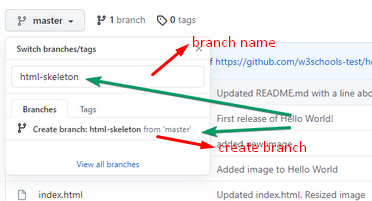 master
1 branch
0 tags
Switch branches/tags
branch name
html-skeleton
https://github.com/w3schools-test/he
Updated README.md with a line abo
Branches
Tags
First release of Hello World!
Create branch: html-skeleton from 'master'
added new image
create branch
View all branches
Added image to Hello World
index.html
Updated index.html. Resized image